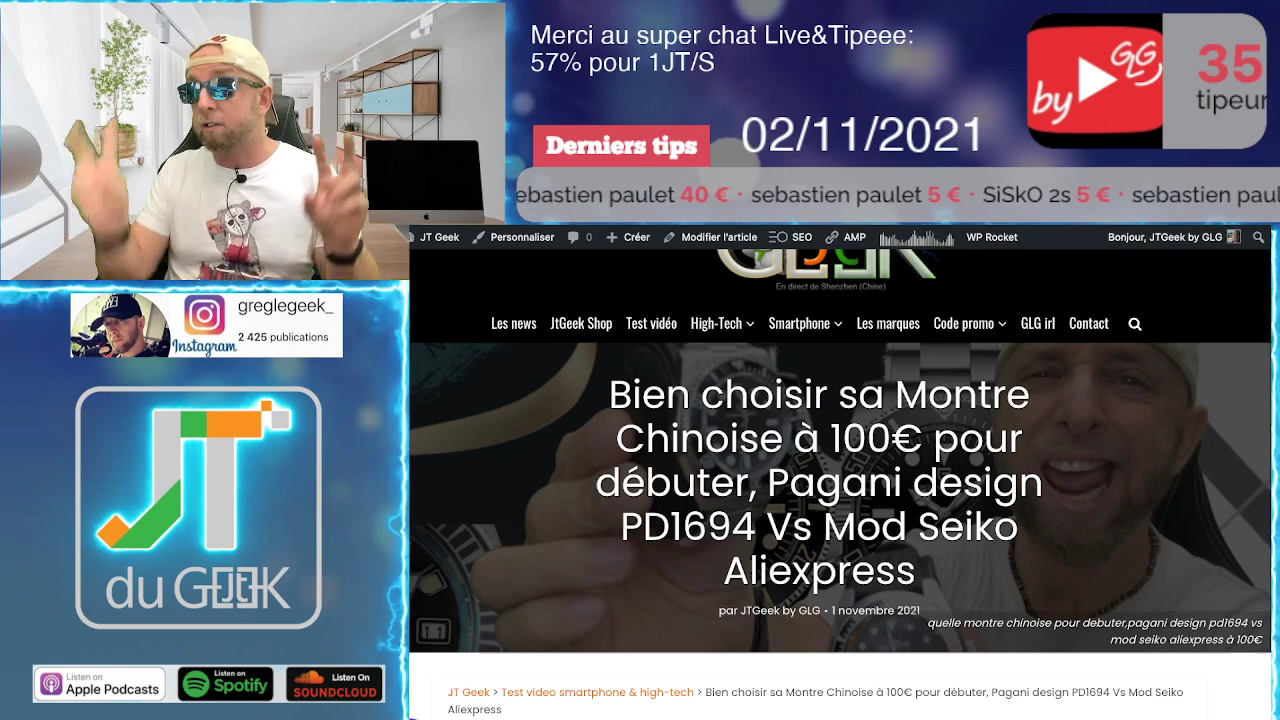 Merci au super chat Live&Tipeee:
57% pour 1JT/S
by GLG
35
tipeur
Derniers tips
02/11/2021
ebastien paulet 40 € · sebastien paulet 5 € · SiSkO 2s 5 € · sebastien paul
JT Geek Personnaliser 0 Créer Modifier l'article SEO AMP WP Rocket Bonjour, JTGeek by GLG
GEEK
En direct de Shenzhen (Chine)
Les news JtGeek Shop Test vidéo High-Tech Smartphone Les marques Code promo GLG irl Contact
greglegeek_
Instagram
2 425 publications
Bien choisir sa Montre
Chinoise à 100€ pour
débuter, Pagani design
PD1694 Vs Mod Seiko
Aliexpress
par JTGeek by GLG • 1 novembre 2021
quelle montre chinoise pour debuter,pagani design pd1694 vs
mod seiko aliexpress à 100€
JT
du GEEK
Listen on
Apple Podcasts
Listen on
Spotify
Listen On
SOUNDCLOUD
JT Geek > Test video smartphone & high-tech > Bien choisir sa Montre Chinoise à 100€ pour débuter, Pagani design PD1694 Vs Mod Seiko
Aliexpress